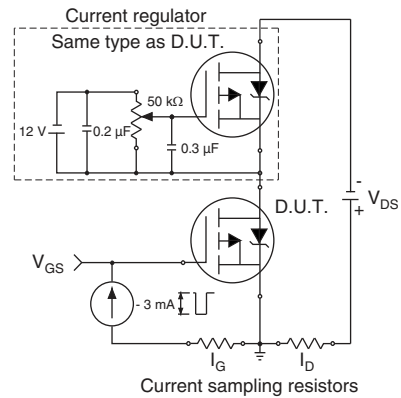 Current regulator
Same type as D.U.T.
50 kΩ
12 V
0.2 µF
0.3 µF
-
+
V_DS
D.U.T.
V_GS
- 3 mA
I_G
I_D
Current sampling resistors